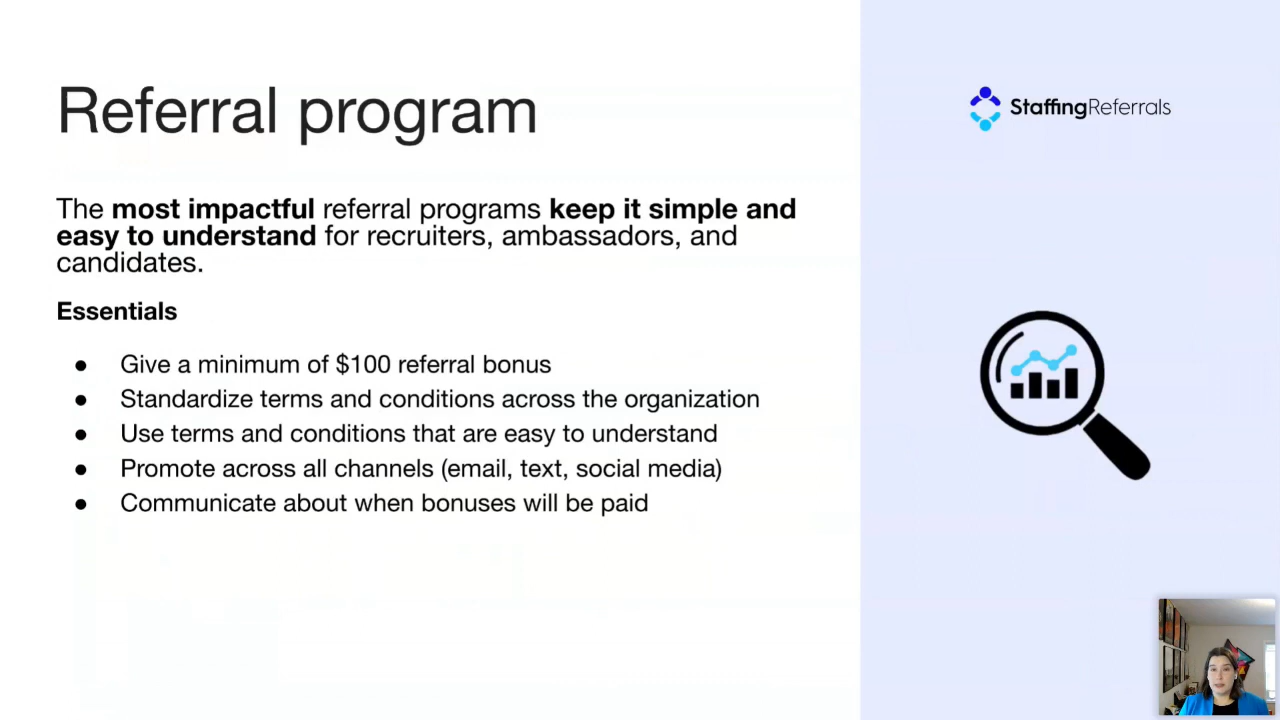 Referral program
The most impactful referral programs keep it simple and
easy to understand for recruiters, ambassadors, and
candidates.
Essentials
● Give a minimum of $100 referral bonus
● Standardize terms and conditions across the organization
● Use terms and conditions that are easy to understand
● Promote across all channels (email, text, social media)
● Communicate about when bonuses will be paid
StaffingReferrals